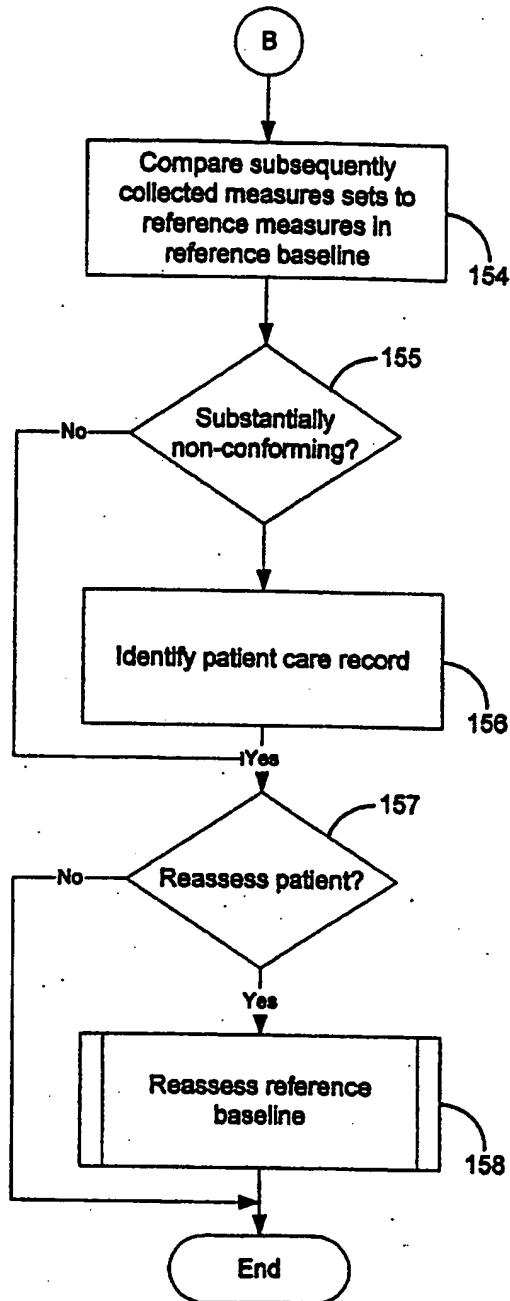 B
Compare subsequently
collected measures sets to
reference measures in
reference baseline
154
155
Substantially
non-conforming?
No
Identify patient care record
156
Yes
157
Reassess patient?
No
Yes
Reassess reference
baseline
158
End